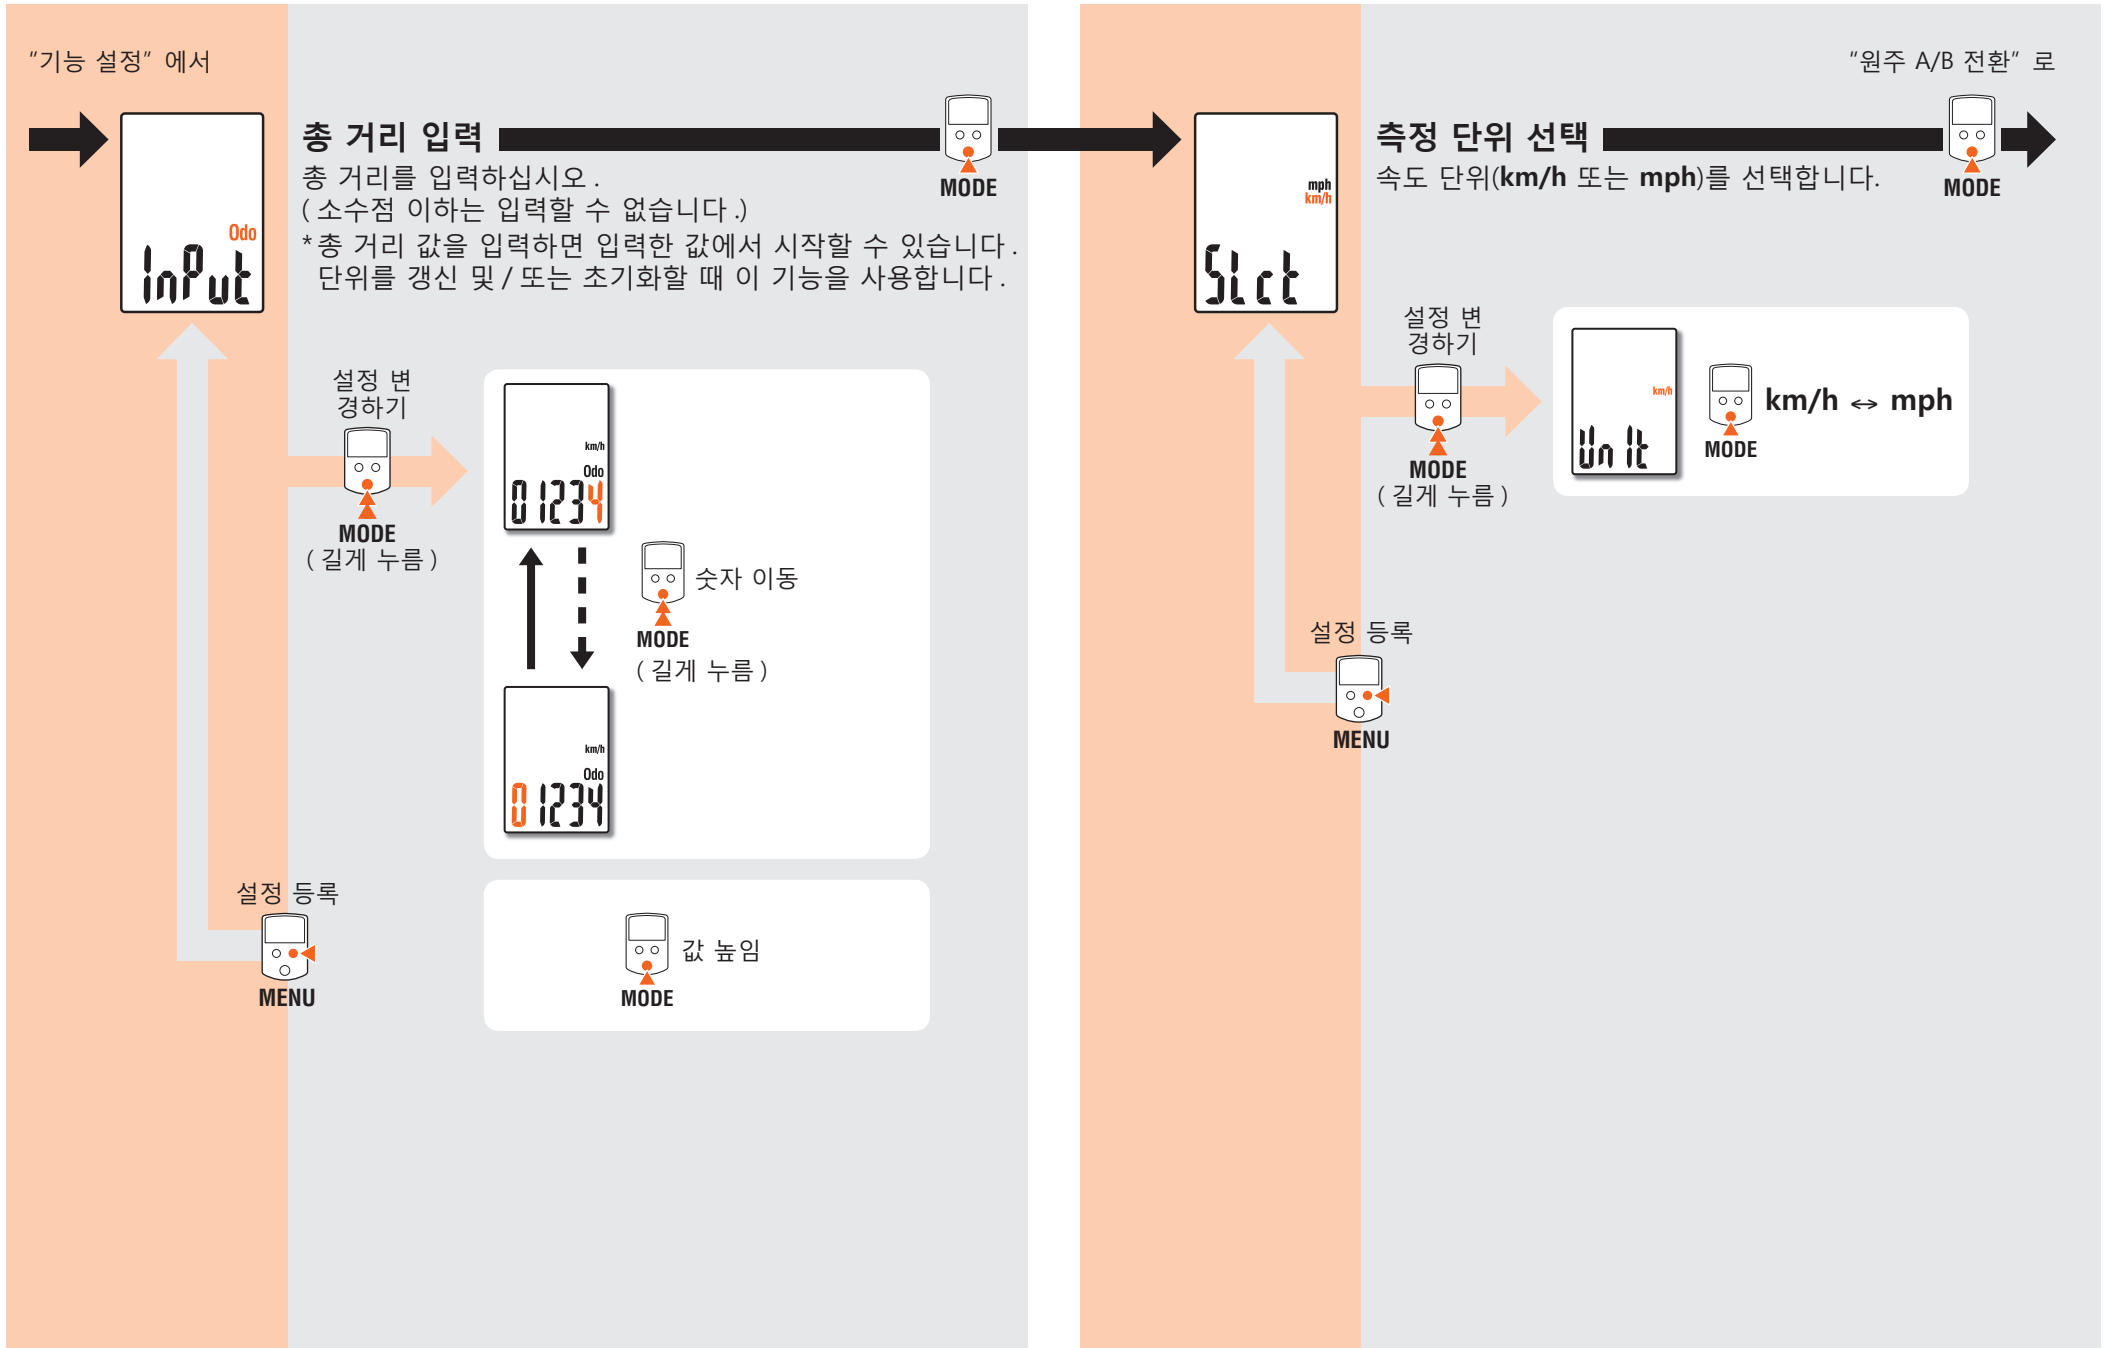 "기능 설정" 에서
총 거리 입력
총 거리를 입력하십시오.
(소수점 이하는 입력할 수 없습니다.)
*총 거리 값을 입력하면 입력한 값에서 시작할 수 있습니다.
단위를 갱신 및/또는 초기화할 때 이 기능을 사용합니다.
MODE
Odo
InPut
설정 변
경하기
MODE
(길게 누름)
km/h
Odo
01234
숫자 이동
MODE
(길게 누름)
km/h
Odo
01234
설정 등록
MENU
값 높임
MODE
"원주 A/B 전환" 로
측정 단위 선택
속도 단위(km/h 또는 mph)를 선택합니다.
MODE
mph
km/h
Slct
설정 변
경하기
MODE
(길게 누름)
km/h
UnIt
MODE
km/h ↔ mph
설정 등록
MENU